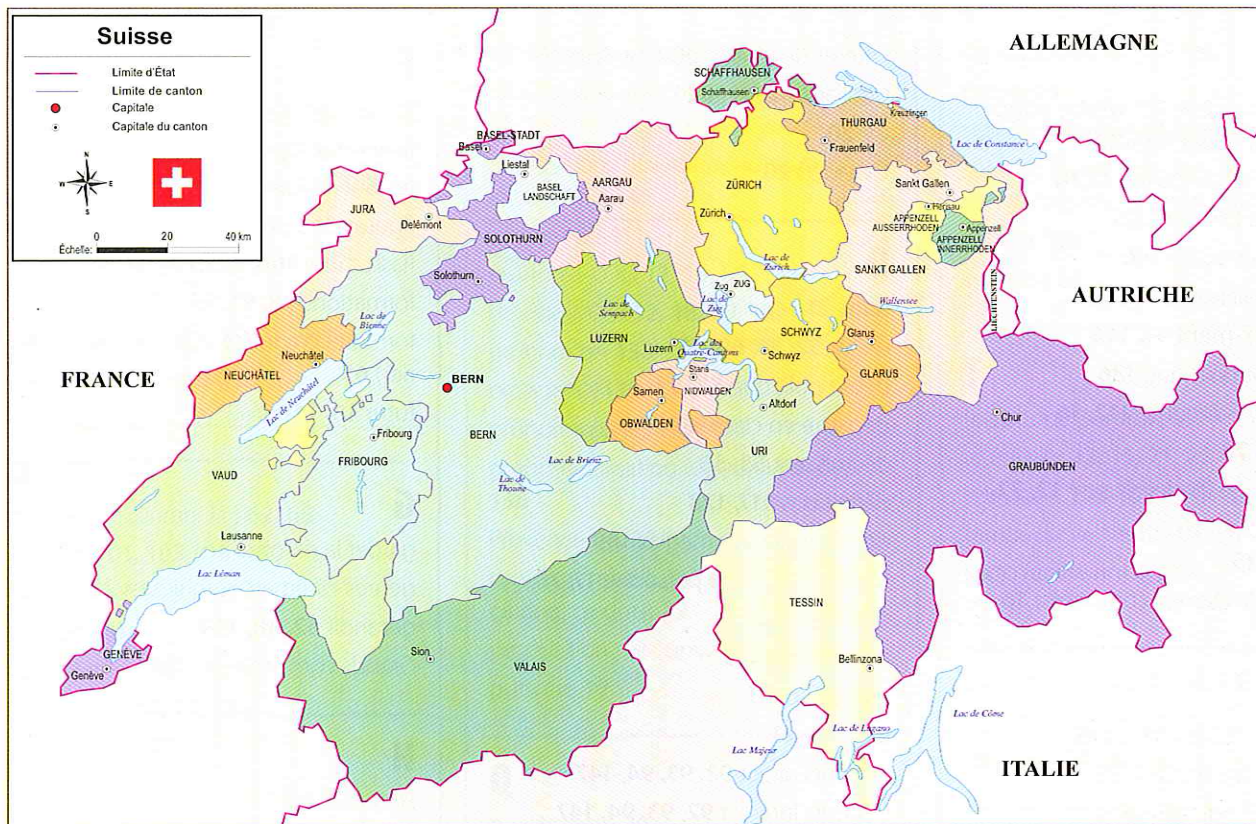 Suisse
Limite d'État
Limite de canton
Capitale
Capitale du canton
N
W E
S
Échelle: 0 20 40 km
ALLEMAGNE
SCHAFFHAUSEN
Schaffhausen
Kreuzlingen
THURGAU
Frauenfeld
Lac de Constance
BASEL-STADT
Basel
Liestal
BASEL
LANDSCHAFT
AARGAU
Aarau
ZÜRICH
Zürich
Sankt Gallen
Herisau
APPENZELL
AUSSERRHODEN
Appenzell
APPENZELL
INNERRHODEN
JURA
Delémont
SOLOTHURN
Solothurn
Lac de
Zurich
SANKT GALLEN
LIECHTENSTEIN
AUTRICHE
Zug ZUG
Lac de
Zug
Lac de
Sempach
Wallensee
Lac de
Bienne
LUZERN
Luzern
Lac des
Quatre-Cantons
SCHWYZ
Schwyz
Glarus
GLARUS
Neuchâtel
NEUCHÂTEL
Lac de Neuchâtel
FRANCE
BERN
BERN
Stans
NIDWALDEN
Sarnen
OBWALDEN
Altdorf
URI
Chur
GRAUBÜNDEN
Fribourg
FRIBOURG
VAUD
Lac de Brienz
Lac de
Thoune
Lausanne
Lac Léman
GENÈVE
Genève
Sion
VALAIS
TESSIN
Bellinzona
Lac Majeur
Lac de Lugano
Lac de Côme
ITALIE